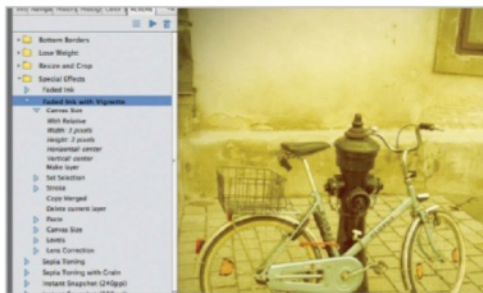 Bottom Borders
Lose Weight
Resize and Crop
Special Effects
Faded Ink
Faded Ink with Vignette
Canvas Size
With Relative
Width: 3 pixels
Height: 3 pixels
Horizontal: center
Vertical: center
Make layer
Set Selection
Stroke
Copy Merged
Delete current layer
Paste
Canvas Size
Levels
Lens Correction
Sepia Toning
Sepia Toning with Grain
Instant Snapshot (240ppi)